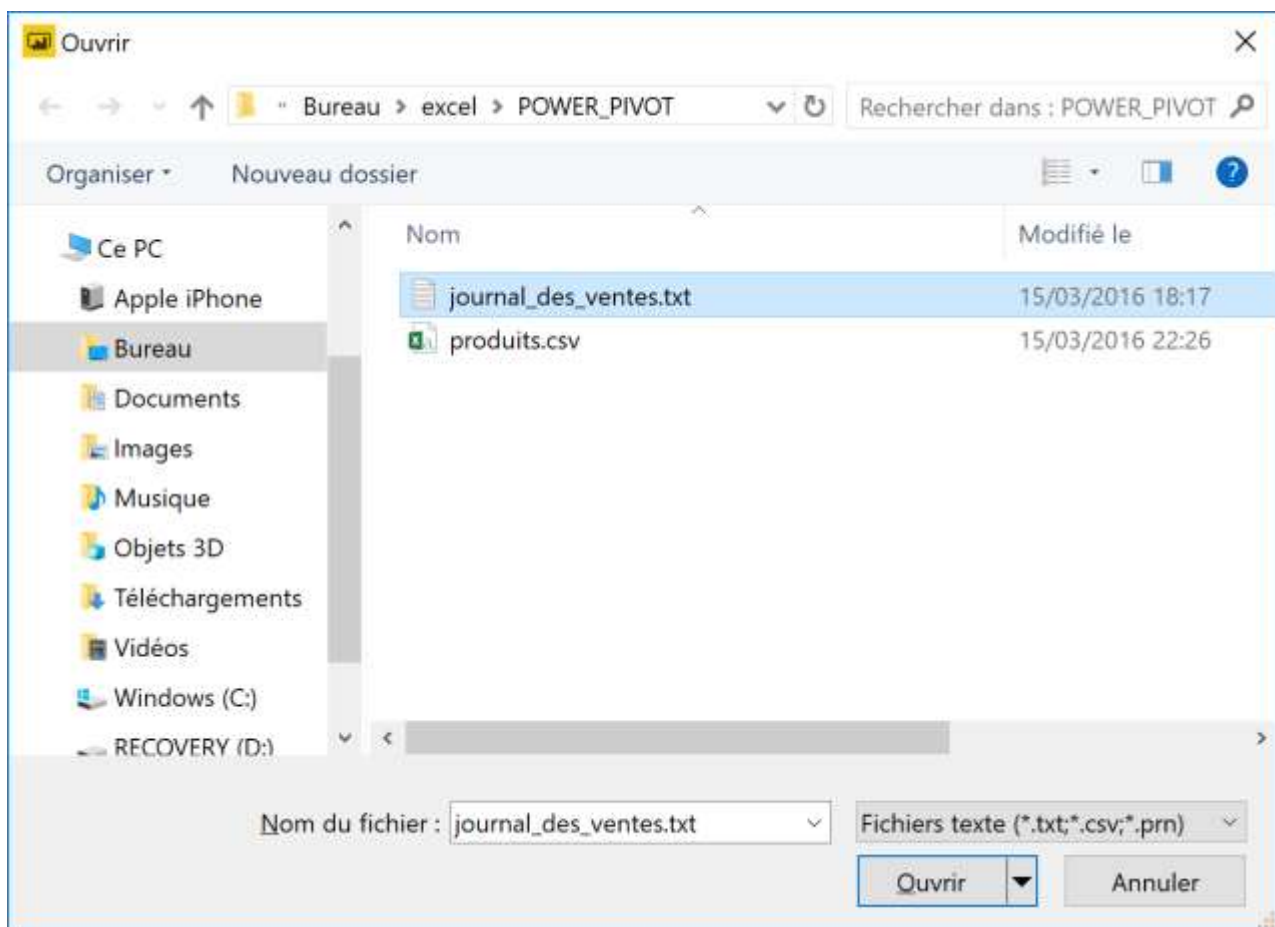 Ouvrir
« Bureau > excel > POWER_PIVOT
Rechercher dans : POWER_PIVOT
Organiser
Nouveau dossier
Nom
Modifié le
Ce PC
Apple iPhone
Bureau
Documents
Images
Musique
Objets 3D
Téléchargements
Vidéos
Windows (C:)
RECOVERY (D:)
journal_des_ventes.txt 15/03/2016 18:17
produits.csv 15/03/2016 22:26
Nom du fichier : journal_des_ventes.txt
Fichiers texte (*.txt;*.csv;*.prn)
Ouvrir
Annuler